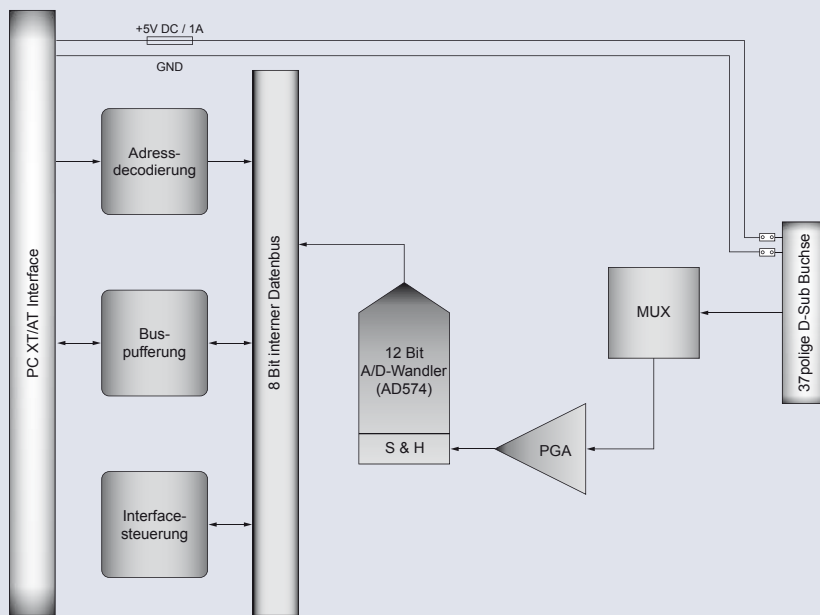 +5V DC / 1A
GND
PC XT/AT Interface
Adress-
decodierung
Bus-
pufferung
Interface-
steuerung
8 Bit interner Datenbus
12 Bit
A/D-Wandler
(AD574)
S & H
PGA
MUX
37polige D-Sub Buchse